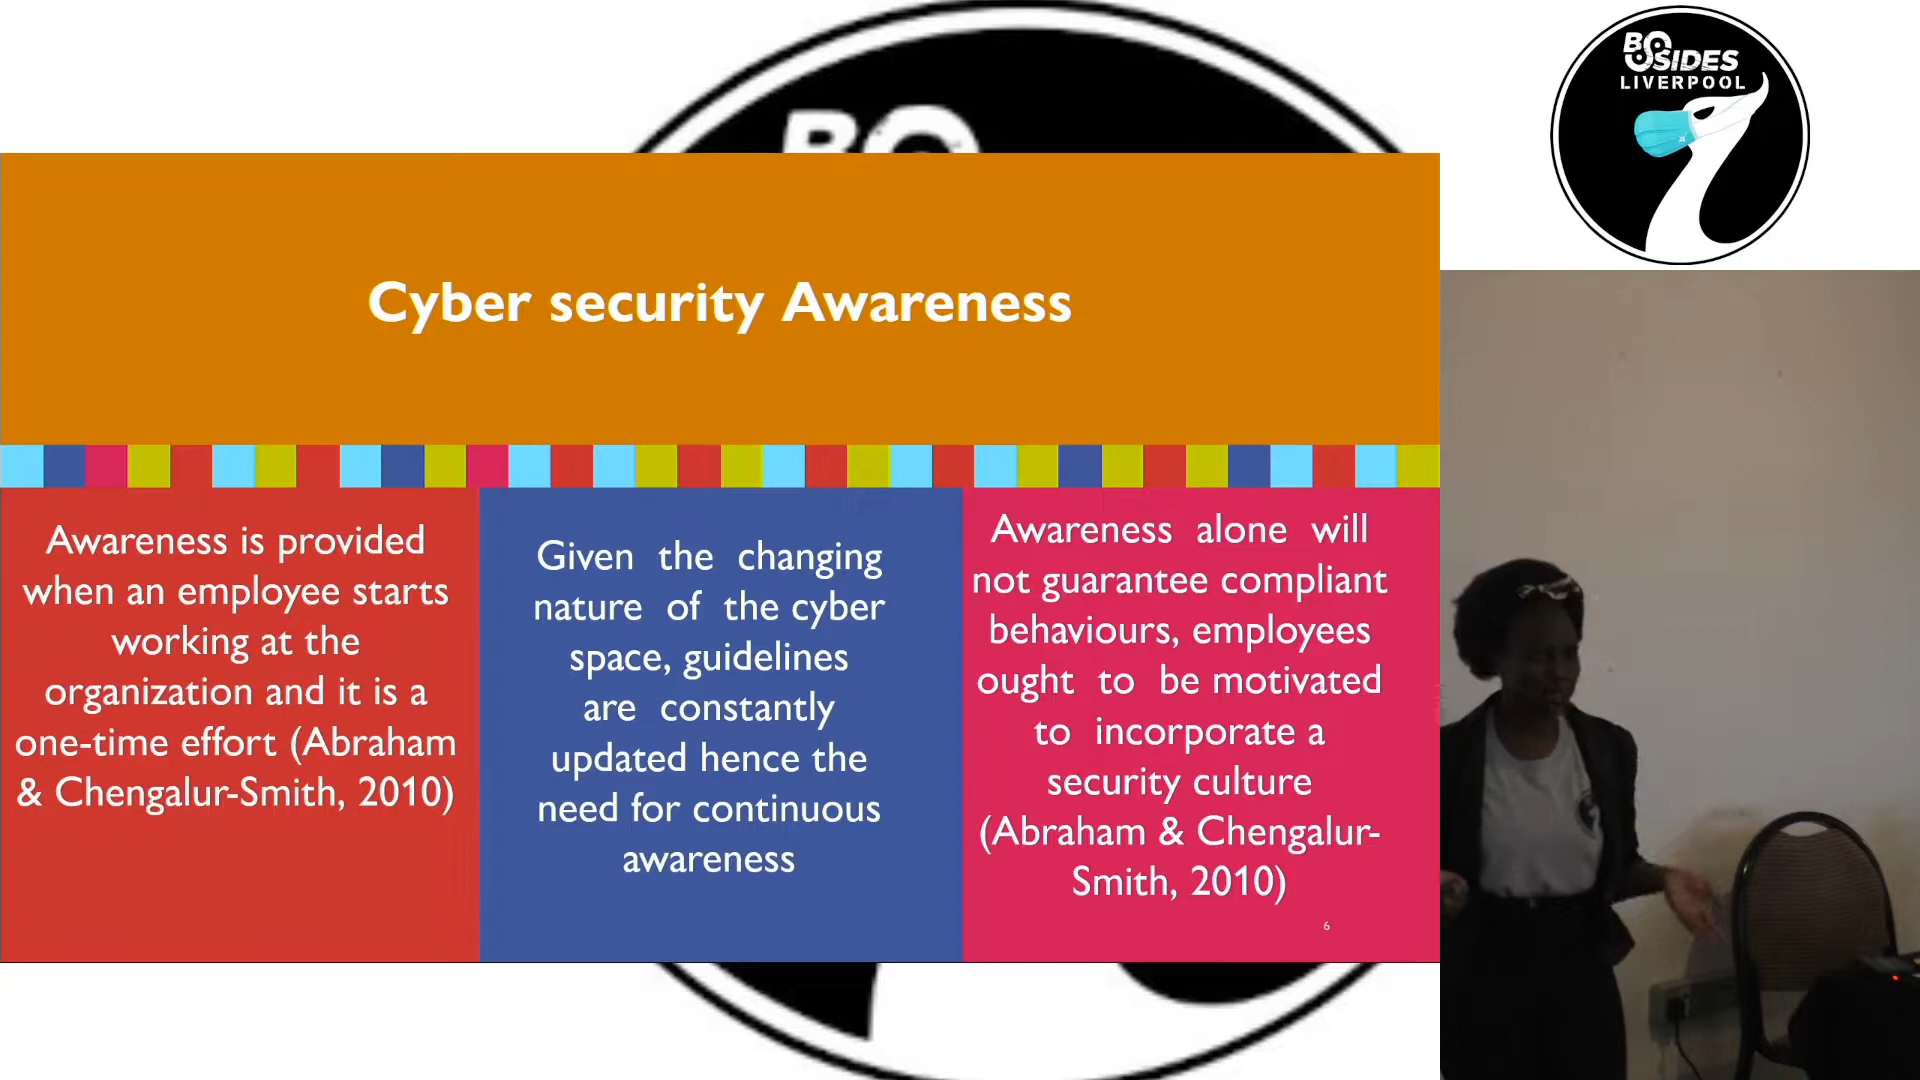 BSIDES
LIVERPOOL
Cyber security Awareness
Awareness is provided
when an employee starts
working at the
organization and it is a
one-time effort (Abraham
& Chengalur-Smith, 2010)
Given the changing
nature of the cyber
space, guidelines
are constantly
updated hence the
need for continuous
awareness
Awareness alone will
not guarantee compliant
behaviours, employees
ought to be motivated
to incorporate a
security culture
(Abraham & Chengalur-
Smith, 2010)
6